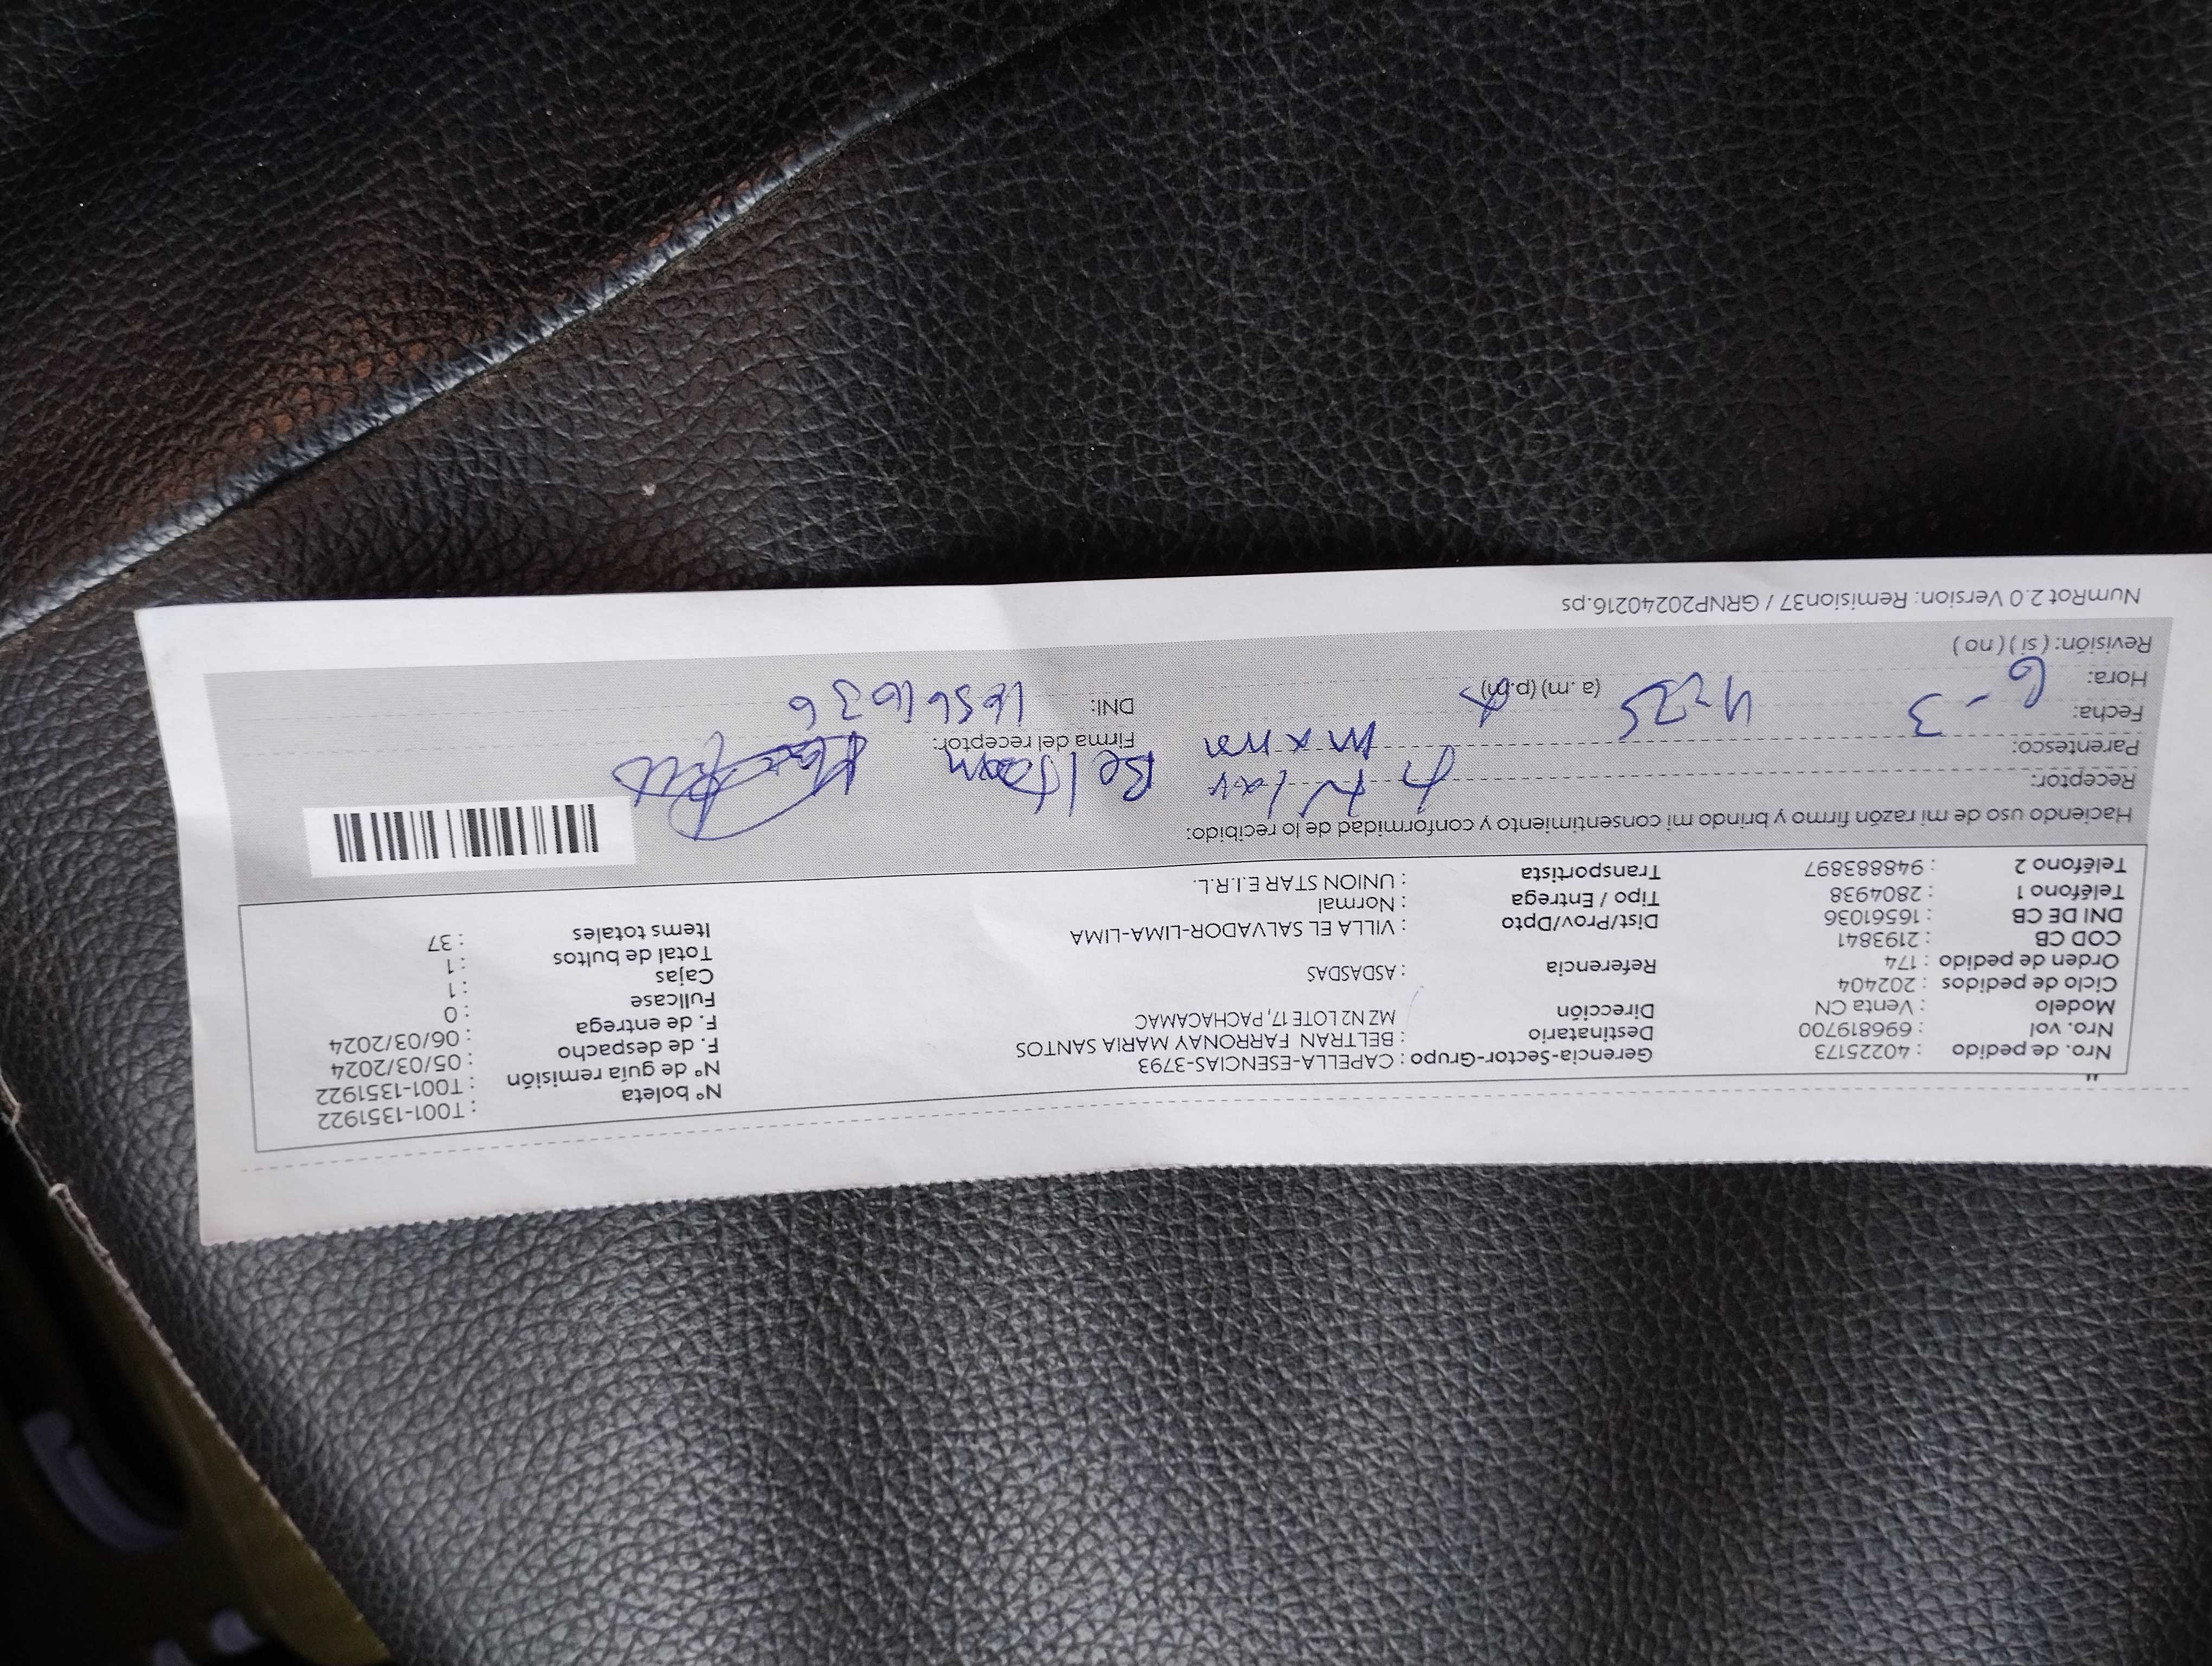 Nro. de pedido : 40225173
Nro. vol : 696819700
Modelo : Venta CN
Ciclo de pedidos : 202404
Orden de pedido : 174
COD CB : 2193841
DNI DE CB : 16561036
Teléfono 1 : 2804938
Teléfono 2 : 948883897
Gerencia-Sector-Grupo : CAPELLA-ESENCIAS-3793
Destinatario : BELTRAN FARRONAY MARIA SANTOS
Dirección MZ N2 LOTE 17, PACHACAMAC
Referencia : ASDASDAS
Dist/Prov/Dpto : VILLA EL SALVADOR-LIMA-LIMA
Tipo / Entrega : Normal
Transportista : UNION STAR E.I.R.L.
N° boleta : T001-1351922
N° de guía remisión : T001-1351922
F. de despacho : 05/03/2024
F. de entrega : 06/03/2024
Fullcase : 0
Cajas : 1
Total de bultos : 1
Items totales : 37
Haciendo uso de mi razón firmo y brindo mi consentimiento y conformidad de lo recibido:
Receptor: Beltran
Parentesco:
Firma del receptor:
Fecha: 6-3
Hora: 4:25 (a.m) (p.m)
DNI: 16561036
Revisión: ( si ) ( no )
NumRot 2.0 Version: Remision37 / GRNP20240216.ps